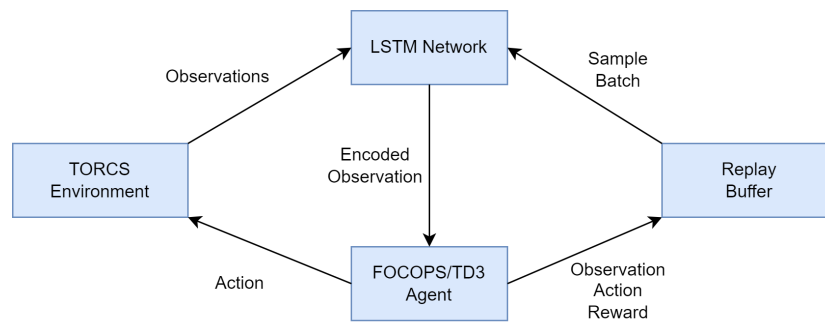 LSTM Network
Observations
Sample
Batch
TORCS
Environment
Encoded
Observation
Replay
Buffer
Action
FOCOPS/TD3
Agent
Observation
Action
Reward